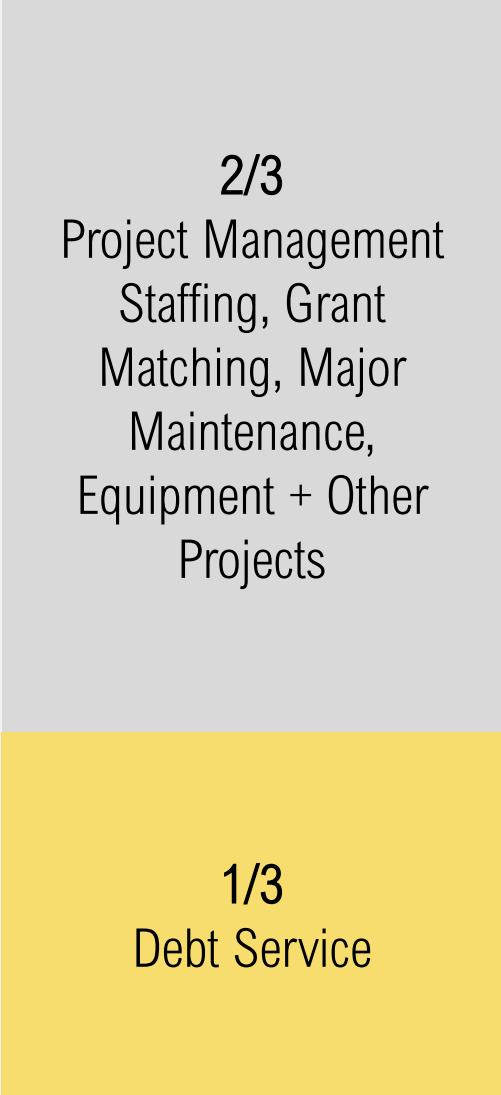 2/3
Project Management
Staffing, Grant
Matching, Major
Maintenance,
Equipment + Other
Projects
1/3
Debt Service